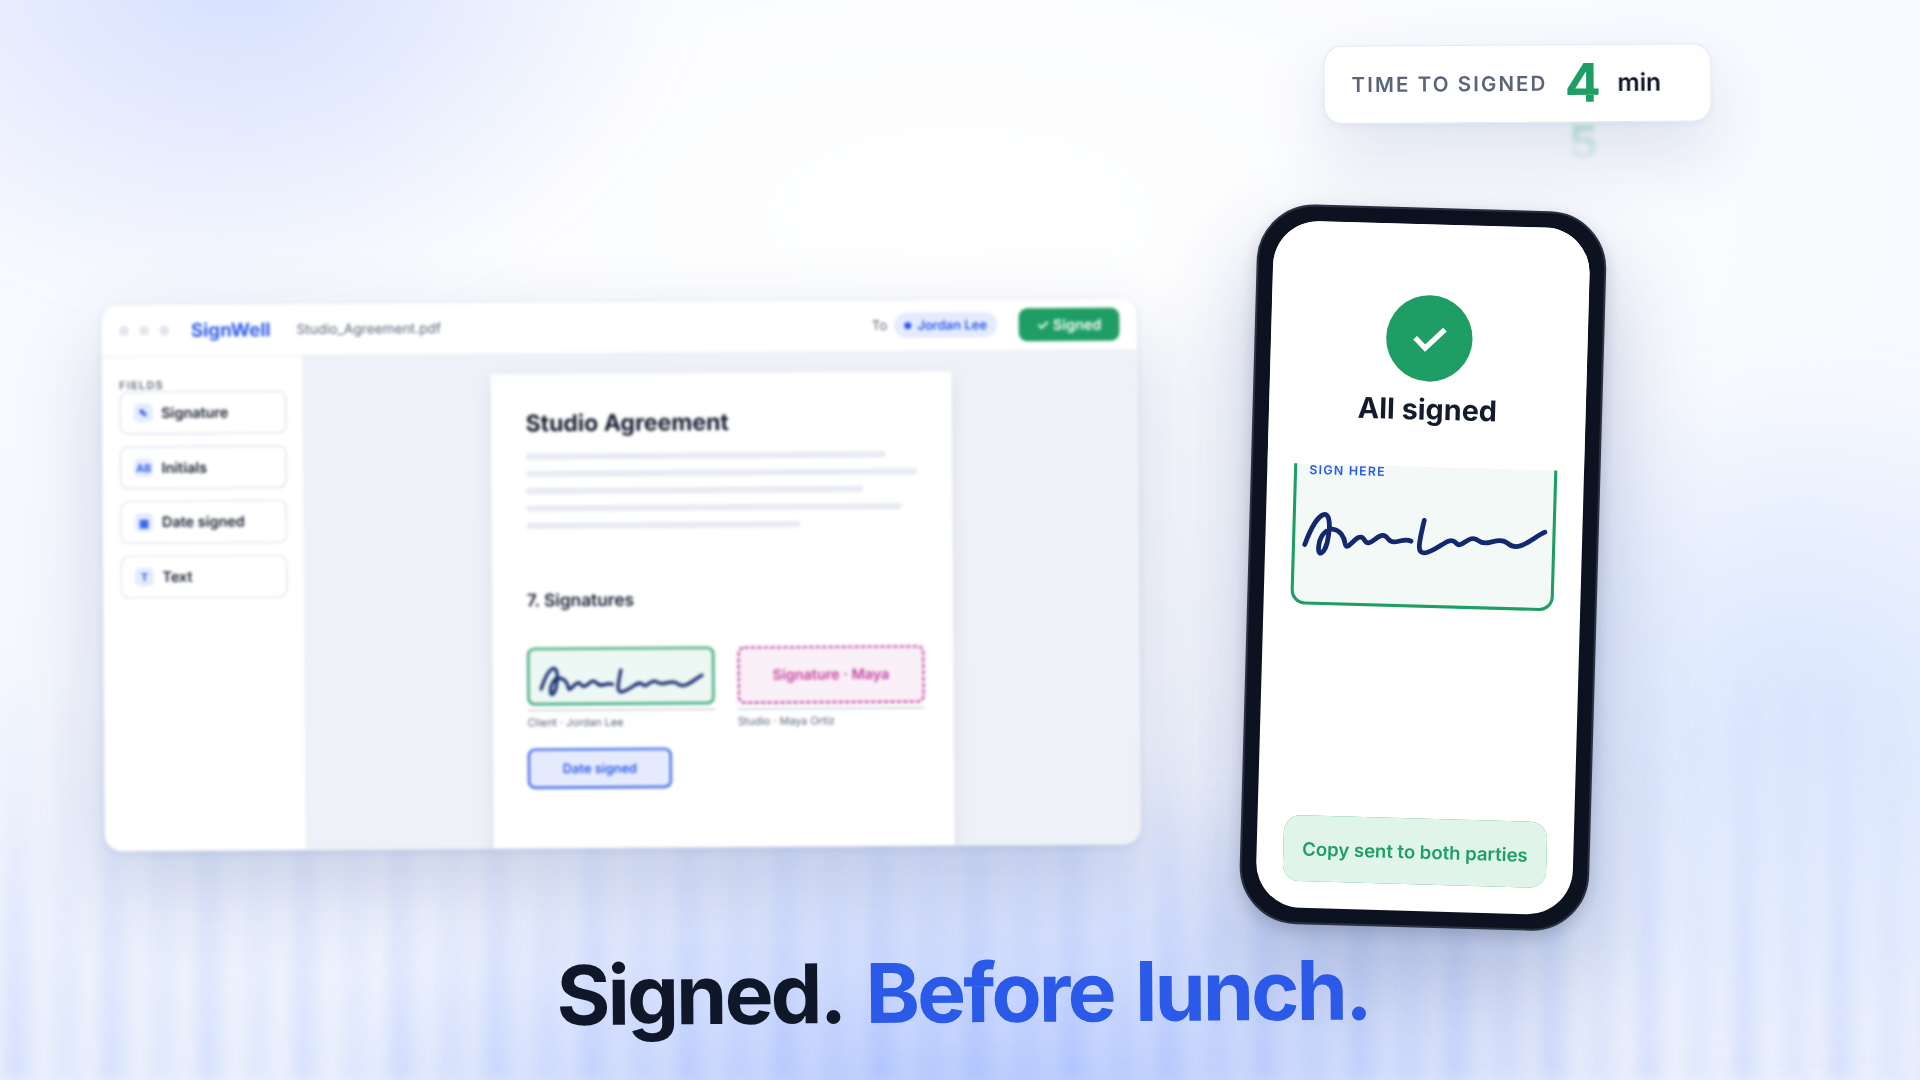 TIME TO SIGNED 4 min
5
SignWell Studio_Agreement.pdf To Jordan Lee ✓ Signed
FIELDS
Signature
AB Initials
Date signed
T Text
Studio Agreement
7. Signatures
Signature · Maya
Client · Jordan Lee
Studio · Maya Ortiz
Date signed
All signed
SIGN HERE
Copy sent to both parties
Signed. Before lunch.